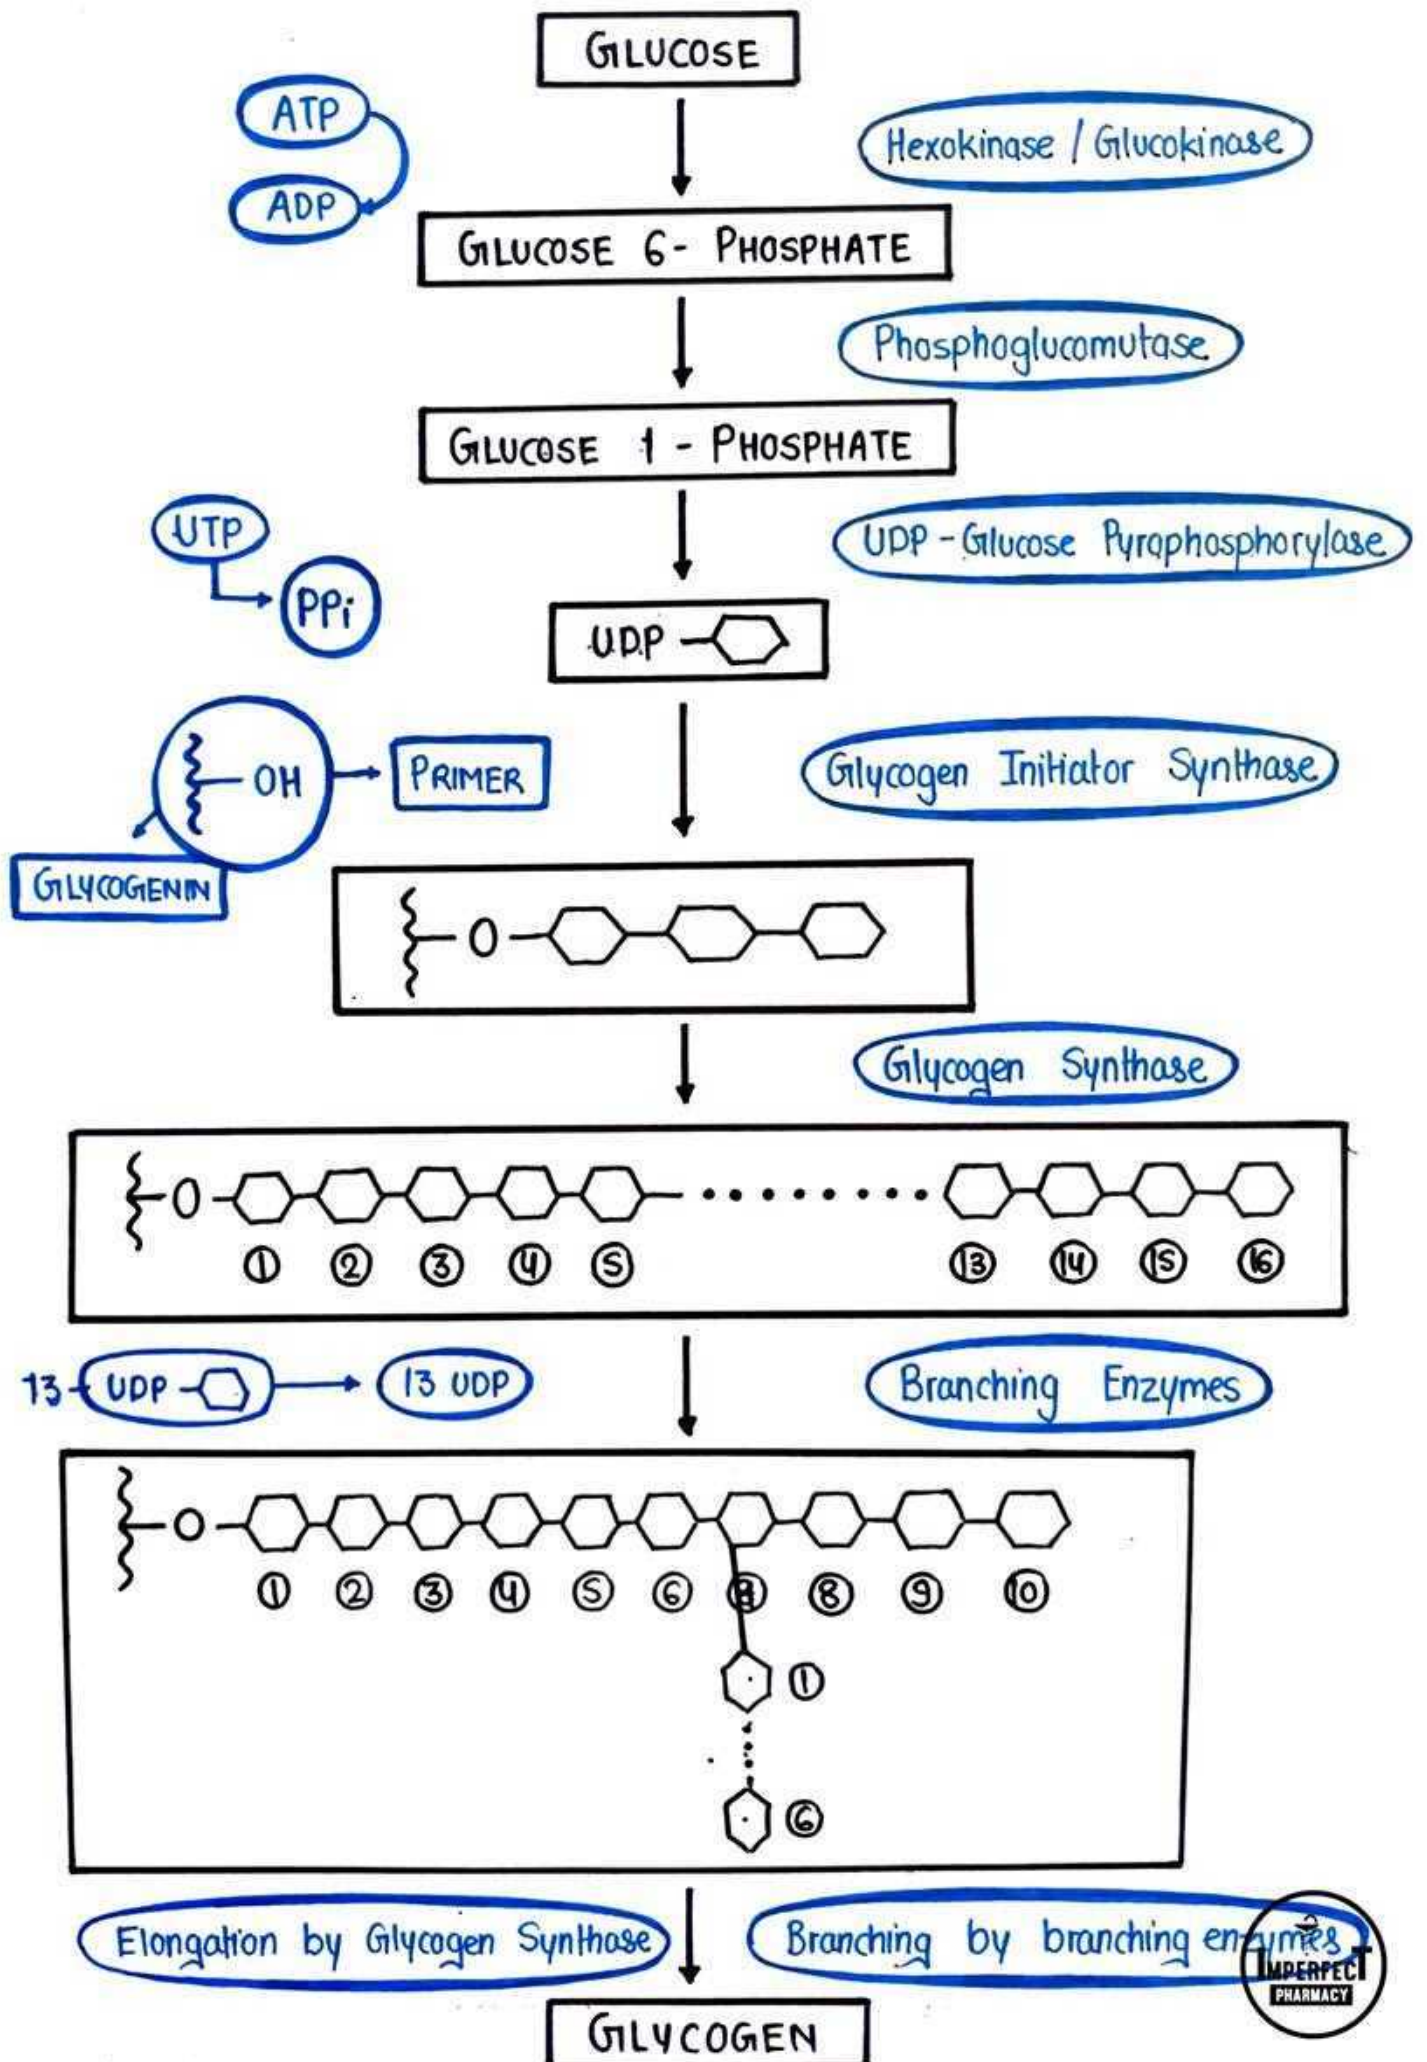 GLUCOSE
ATP
Hexokinase / Glucokinase
ADP
GLUCOSE 6- PHOSPHATE
Phosphoglucomutase
GLUCOSE 1 - PHOSPHATE
UTP
UDP - Glucose Pyrophosphorylase
PPi
UDP
OH
PRIMER
Glycogen Initiator Synthase
GLYCOGENIN
O
Glycogen Synthase
O
1 2 3 4 5 13 14 15 16
13 UDP
13 UDP
Branching Enzymes
O
1 2 3 4 5 6 8 9 10
1
6
Elongation by Glycogen Synthase
Branching by branching enzymes
IMPERFECT
PHARMACY
GLYCOGEN